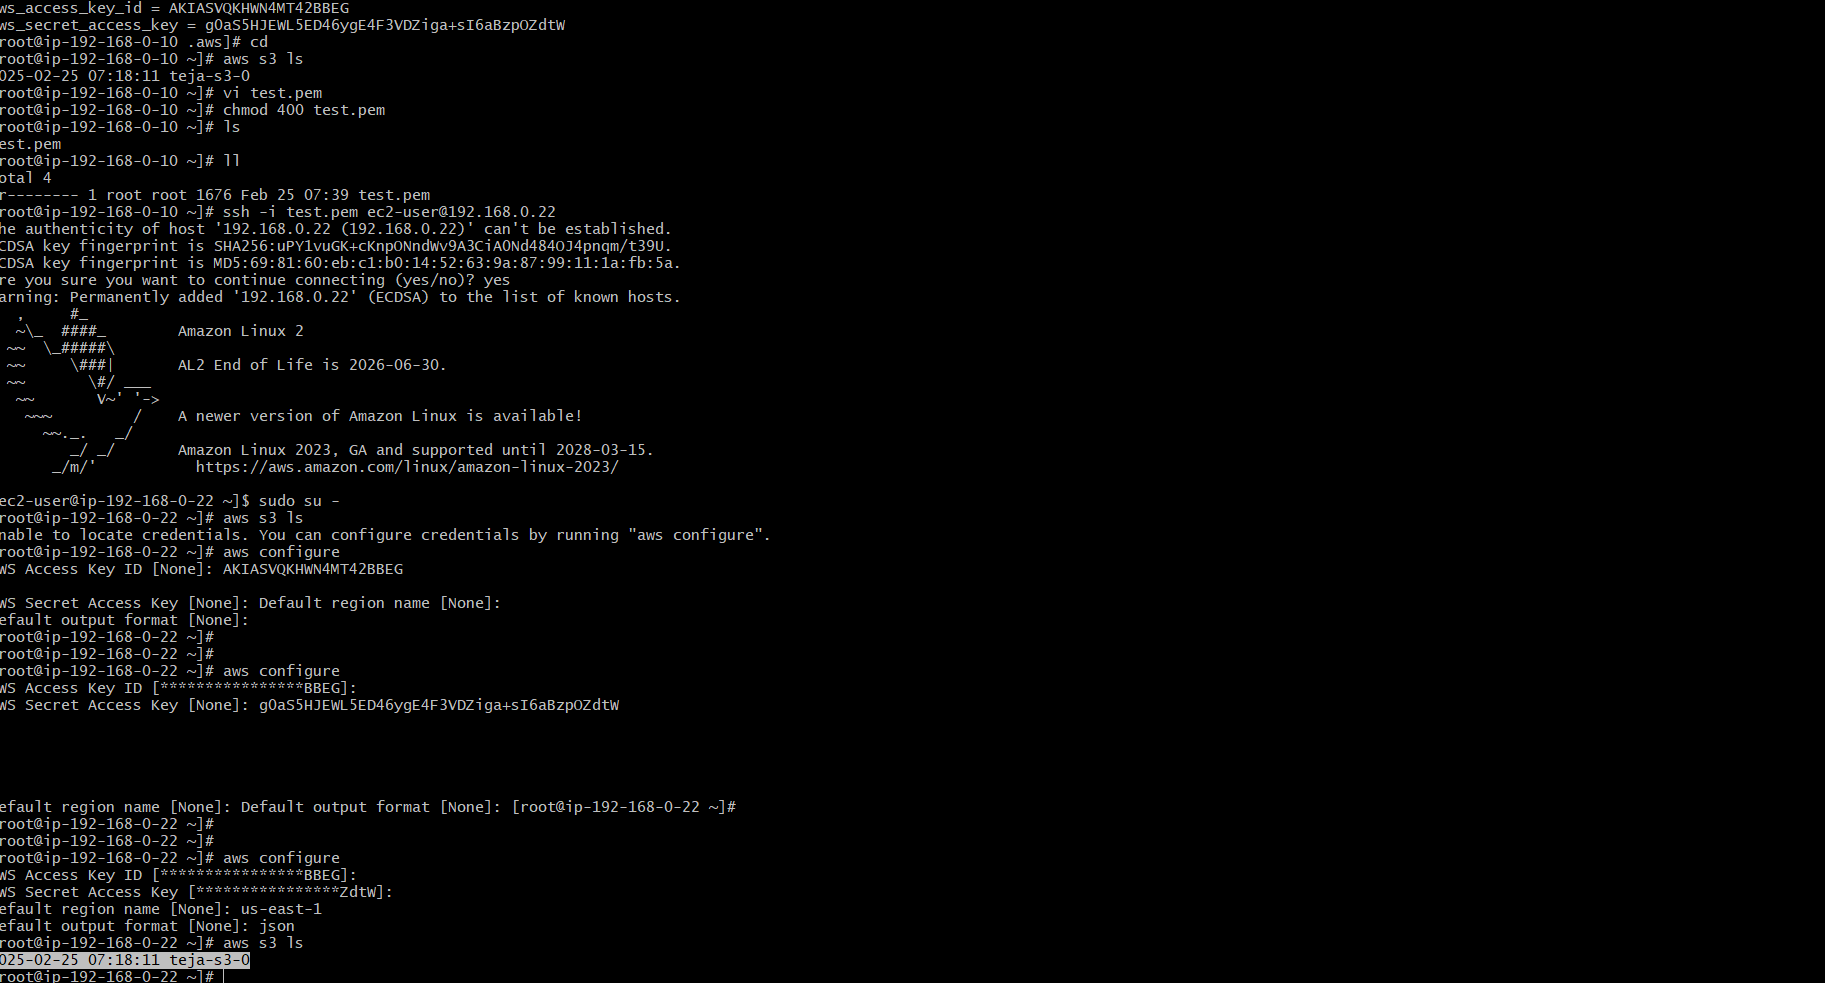 ws_access_key_id = AKIASVQKHWN4MT42BBEG
ws_secret_access_key = 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
root@ip-192-168-0-10 .aws]# cd
root@ip-192-168-0-10 ~]# aws s3 ls
025-02-25 07:18:11 teja-s3-0
root@ip-192-168-0-10 ~]# vi test.pem
root@ip-192-168-0-10 ~]# chmod 400 test.pem
root@ip-192-168-0-10 ~]# ls
est.pem
root@ip-192-168-0-10 ~]# ll
otal 4
r-------- 1 root root 1676 Feb 25 07:39 test.pem
root@ip-192-168-0-10 ~]# ssh -i test.pem ec2-user@192.168.0.22
he authenticity of host '192.168.0.22 (192.168.0.22)' can't be established.
CDSA key fingerprint is SHA256:uPY1vuGK+cKnpONndWv9A3CiA0Nd484OJ4pnqm/t39U.
CDSA key fingerprint is MD5:69:81:60:eb:c1:b0:14:52:63:9a:87:99:11:1a:fb:5a.
re you sure you want to continue connecting (yes/no)? yes
arning: Permanently added '192.168.0.22' (ECDSA) to the list of known hosts.
   ,     #_
  ~\_  ####_        Amazon Linux 2
 ~~  \_#####\
 ~~     \###|       AL2 End of Life is 2026-06-30.
 ~~       \#/ ___
  ~~       V~' '->
   ~~~         /    A newer version of Amazon Linux is available!
     ~~._.   _/
        _/ _/       Amazon Linux 2023, GA and supported until 2028-03-15.
      _/m/'           https://aws.amazon.com/linux/amazon-linux-2023/
ec2-user@ip-192-168-0-22 ~]$ sudo su -
root@ip-192-168-0-22 ~]# aws s3 ls
nable to locate credentials. You can configure credentials by running "aws configure".
root@ip-192-168-0-22 ~]# aws configure
WS Access Key ID [None]: AKIASVQKHWN4MT42BBEG
WS Secret Access Key [None]: Default region name [None]:
efault output format [None]:
root@ip-192-168-0-22 ~]#
root@ip-192-168-0-22 ~]#
root@ip-192-168-0-22 ~]# aws configure
WS Access Key ID [****************BBEG]:
WS Secret Access Key [None]: gOaS5HJEWL5ED46ygE4F3VDZiga+sI6aBzpOZdtW
efault region name [None]: Default output format [None]: [root@ip-192-168-0-22 ~]#
root@ip-192-168-0-22 ~]#
root@ip-192-168-0-22 ~]#
root@ip-192-168-0-22 ~]# aws configure
WS Access Key ID [****************BBEG]:
WS Secret Access Key [****************ZdtW]:
efault region name [None]: us-east-1
efault output format [None]: json
root@ip-192-168-0-22 ~]# aws s3 ls
025-02-25 07:18:11 teja-s3-0
root@ip-192-168-0-22 ~]#